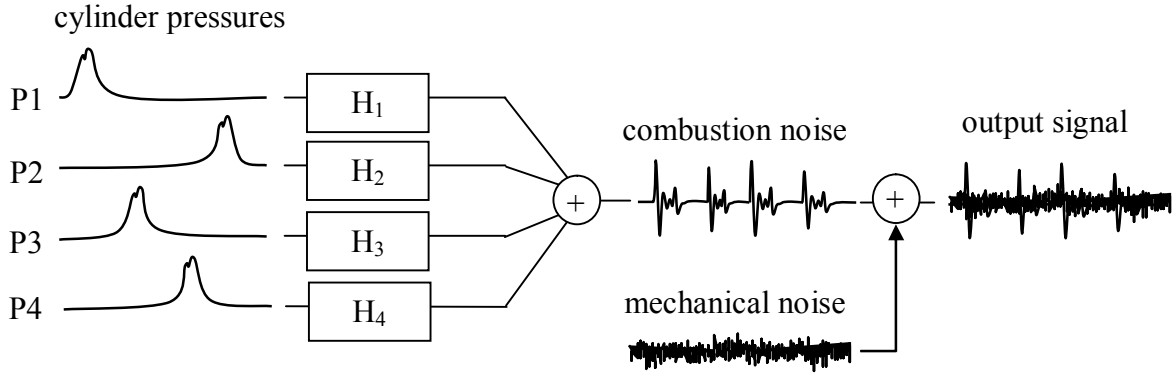 cylinder pressures
P1
H₁
P2
H₂
P3
H₃
P4
H₄
+
combustion noise
+
output signal
mechanical noise